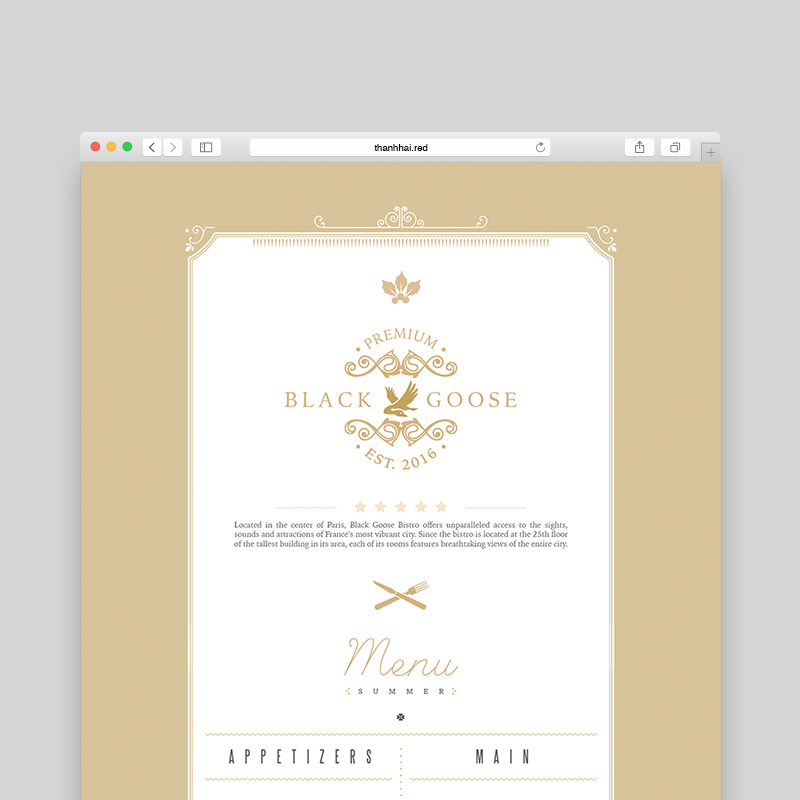 thanhhai.red
PREMIUM
BLACK GOOSE
EST. 2016
Located in the center of Paris, Black Goose Bistro offers unparalleled access to the sights,
sounds and attractions of France's most vibrant city. Since the bistro is located at the 25th floor
of the tallest building in its area, each of its rooms features breathtaking views of the entire city.
Menu
SUMMER
APPETIZERS
MAIN